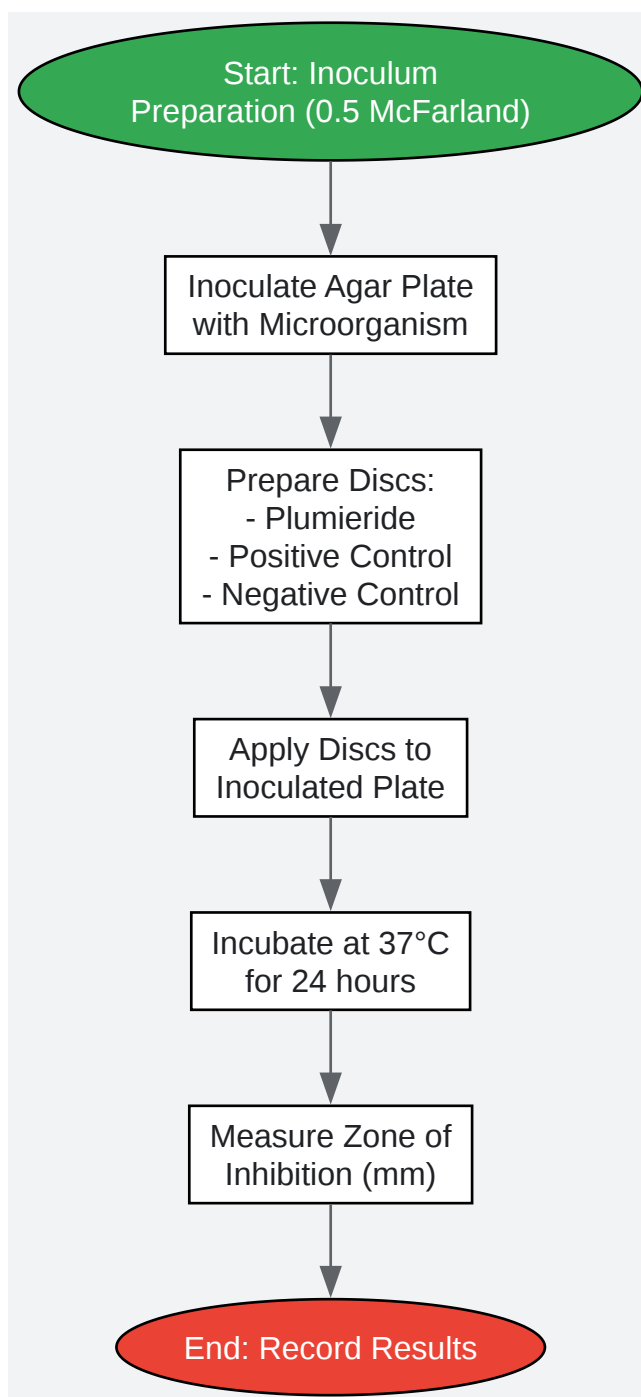 Start: Inoculum
Preparation (0.5 McFarland)
Inoculate Agar Plate
with Microorganism
Prepare Discs:
- Plumieride
- Positive Control
- Negative Control
Apply Discs to
Inoculated Plate
Incubate at 37°C
for 24 hours
Measure Zone of
Inhibition (mm)
End: Record Results